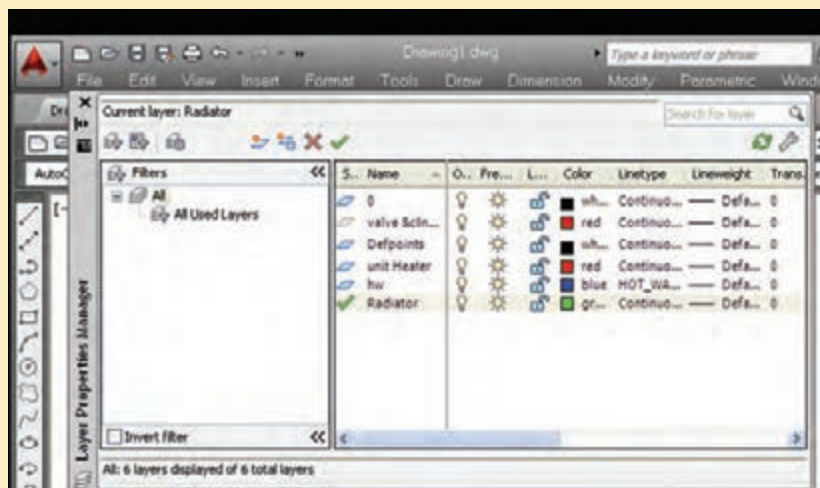 Drawing1.dwg
Type a keyword or phrase
File Edit View Insert Format Tools Draw Dimension Modify Parametric Wind
Current layer: Radiator
Search for layer
AutoC
Filters
All
All Used Layers
S.. Name O.. Fre... L... Color Linetype Lineweight Trans.
0 wh... Continuo... Defa... 0
valve &clin... red Continuo... Defa... 0
Defpoints wh... Continuo... Defa... 0
unit Heater red Continuo... Defa... 0
hw blue HOT_WA... Defa... 0
Radiator gr... Continuo... Defa... 0
Layer Properties Manager
Invert filter
All: 6 layers displayed of 6 total layers